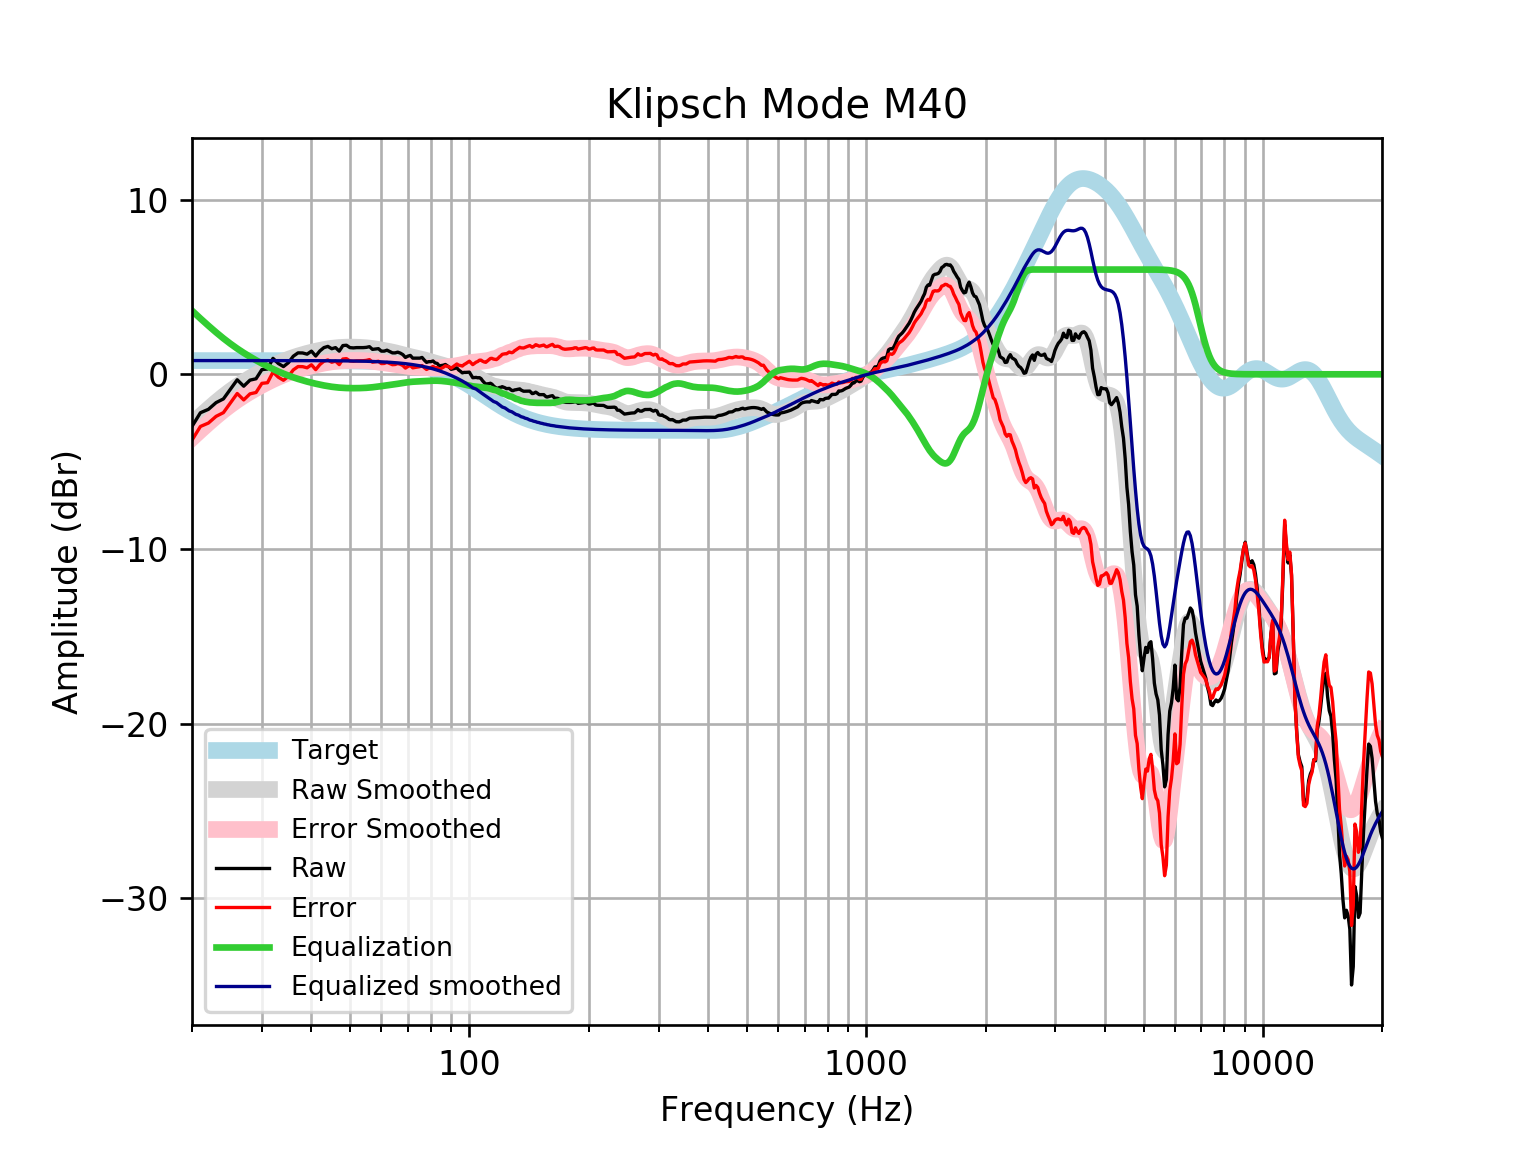 Klipsch Mode M40
10
0
−10
−20
−30
Amplitude (dBr)
Target
Raw Smoothed
Error Smoothed
Raw
Error
Equalization
Equalized smoothed
100
1000
10000
Frequency (Hz)